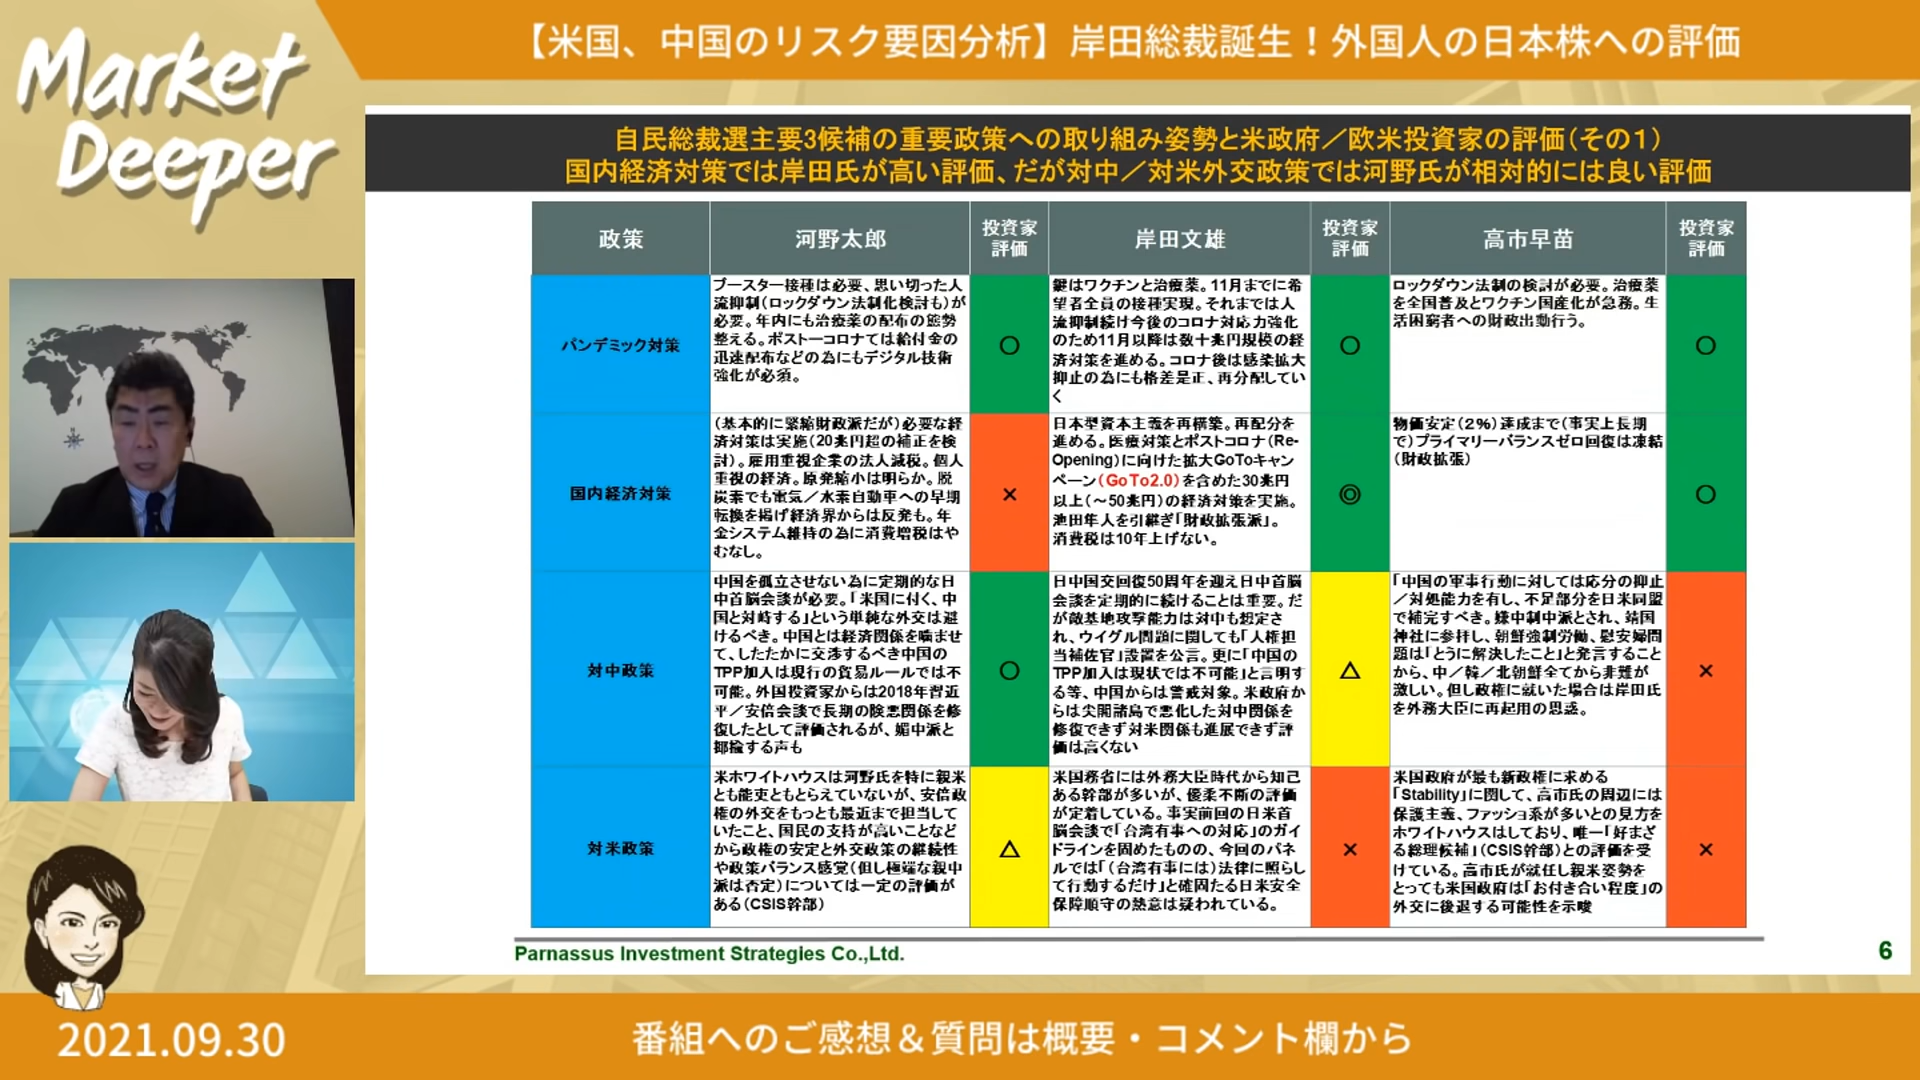 Market
Deeper
【米国、中国のリスク要因分析】岸田総裁誕生！外国人の日本株への評価
自民総裁選主要3候補の重要政策への取り組み姿勢と米政府／欧米投資家の評価（その１）
国内経済対策では岸田氏が高い評価、だが対中／対米外交政策では河野氏が相対的には良い評価
政策
河野太郎
投資家
評価
岸田文雄
投資家
評価
高市早苗
投資家
評価
パンデミック対策
ブースター接種は必要、思い切った人
流抑制（ロックダウン法制化検討も）が
必要。年内にも治療薬の配布の態勢
整える。ポストーコロナでは給付金の
迅速配布などの為にもデジタル技術
強化が必須。
○
鍵はワクチンと治療薬。11月までに希
望者全員の接種実現。それまでは人
流抑制続け今後のコロナ対応力強化
のため11月以降は数十兆円規模の経
済対策を進める。コロナ後は感染拡大
抑止の為にも格差是正、再分配してい
く
○
ロックダウン法制の検討が必要。治療薬
を全国普及とワクチン国産化が急務。生
活困窮者への財政出動行う。
○
国内経済対策
（基本的に緊縮財政派だが）必要な経
済対策は実施（20兆円超の補正を検
討）。雇用重視企業の法人減税。個人
重視の経済。原発縮小は明らか。脱
炭素でも電気／水素自動車への早期
転換を掲げ経済界からは反発も。年
金システム維持の為に消費増税はや
むなし。
×
日本型資本主義を再構築。再配分を
進める。医療対策とポストコロナ（Re-
Opening）に向けた拡大GoToキャン
ペーン（GoTo2.0）を含めた30兆円
以上（～50兆円）の経済対策を実施。
池田隼人を引継ぎ「財政拡張派」。
消費税は10年上げない。
◎
物価安定（2%）達成まで（事実上長期
で）プライマリーバランスゼロ回復は凍結
（財政拡張）
○
対中政策
中国を孤立させない為に定期的な日
中首脳会談が必要。「米国に付く、中
国と対峙する」という単純な外交は避
けるべき。中国とは経済関係を噛ませ
て、したたかに交渉するべき中国の
TPP加入は現行の貿易ルールでは不
可能。外国投資家からは2018年習近
平／安倍会談で長期の険悪関係を修
復したとして評価されるが、媚中派と
揶揄する声も
○
日中国交回復50周年を迎え日中首脳
会談を定期的に続けることは重要。だ
が敵基地攻撃能力は対中も想定さ
れ、ウイグル問題に関しても「人権担
当補佐官」設置を公言。更に「中国の
TPP加入は現状では不可能」と言明す
る等、中国からは警戒対象。米政府か
らは尖閣諸島で悪化した対中関係を
修復できず対米関係も進展できず評
価は高くない
△
「中国の軍事行動に対しては応分の抑止
／対処能力を有し、不足部分を日米同盟
で補完すべき。嫌中制中派とされ、靖国
神社に参拝し、朝鮮強制労働、慰安婦問
題は「とうに解決したこと」と発言すること
から、中／韓／北朝鮮全てから非難が
激しい。但し政権に就いた場合は岸田氏
を外務大臣に再起用の思惑。
×
対米政策
米ホワイトハウスは河野氏を特に親米
とも能吏ともとらえていないが、安倍政
権の外交をもっとも最近まで担当して
いたこと、国民の支持が高いことなど
から政権の安定と外交政策の継続性
や政策バランス感覚（但し極端な親中
派は否定）については一定の評価が
ある（CSIS幹部）
△
米国務省には外務大臣時代から知己
ある幹部が多いが、優柔不断の評価
が定着している。事実前回の日米首
脳会談で「台湾有事への対応」のガイ
ドラインを固めたものの、今回のパネ
ルでは「（台湾有事には）法律に照らし
て行動するだけ」と確固たる日米安全
保障順守の熱意は疑われている。
×
米国政府が最も新政権に求める
「Stability」に関して、高市氏の周辺には
保護主義、ファッショ系が多いとの見方を
ホワイトハウスはしており、唯一「好まざ
る総理候補」（CSIS幹部）との評価を受
けている。高市氏が就任し親米姿勢を
とっても米国政府は「お付き合い程度」の
外交に後退する可能性を示唆
×
Parnassus Investment Strategies Co.,Ltd.
6
2021.09.30
番組へのご感想＆質問は概要・コメント欄から